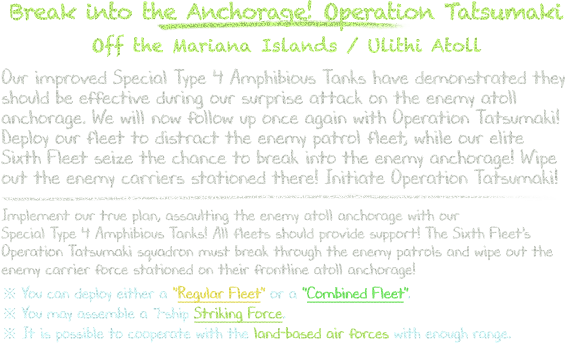 Break into the Anchorage! Operation Tatsumaki
Off the Mariana Islands / Ulithi Atoll
Our improved Special Type 4 Amphibious Tanks have demonstrated they
should be effective during our surprise attack on the enemy atoll
anchorage. We will now follow up once again with Operation Tatsumaki!
Deploy our fleet to distract the enemy patrol fleet, while our elite
Sixth Fleet seize the chance to break into the enemy anchorage! Wipe
out the enemy carriers stationed there! Initiate Operation Tatsumaki!
Implement our true plan, assaulting the enemy atoll anchorage with our
Special Type 4 Amphibious Tanks! All fleets should provide support! The Sixth Fleet's
Operation Tatsumaki squadron must break through the enemy patrols and wipe out the
enemy carrier force stationed on their frontline atoll anchorage!
※ You can deploy either a "Regular Fleet" or a "Combined Fleet".
※ You may assemble a 7-ship Striking Force.
※ It is possible to cooperate with the land-based air forces with enough range.